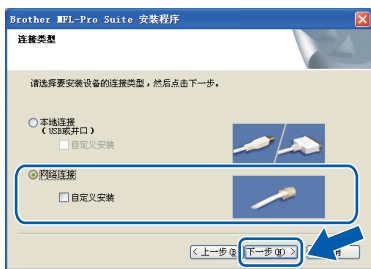 Brother MFL-Pro Suite 安装程序
连接类型
请选择要安装设备的连接类型，然后点击下一步。
本地连接
（USB或并口）
自定义安装
网络连接
自定义安装
<上一步(B) 下一步(N) >